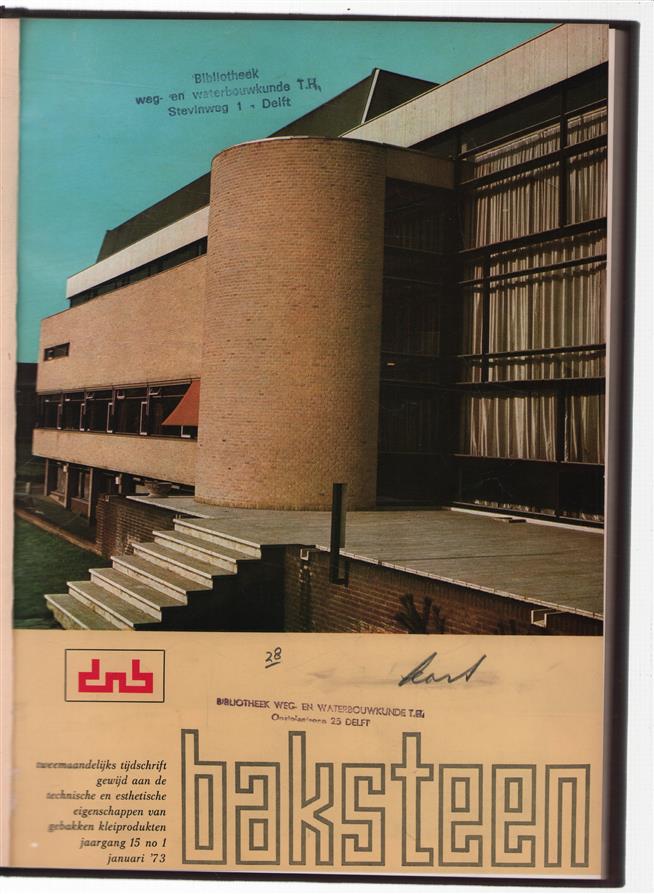 Bibliotheek
weg- en waterbouwkunde T.H.
Stevinweg 1 - Delft
dnb
28
kort
BIBLIOTHEEK WEG- EN WATERBOUWKUNDE T.H.
25 DELFT
baksteen
tweemaandelijks tijdschrift
gewijd aan de
technische en esthetische
eigenschappen van
gebakken kleiprodukten
jaargang 15 no 1
januari '73